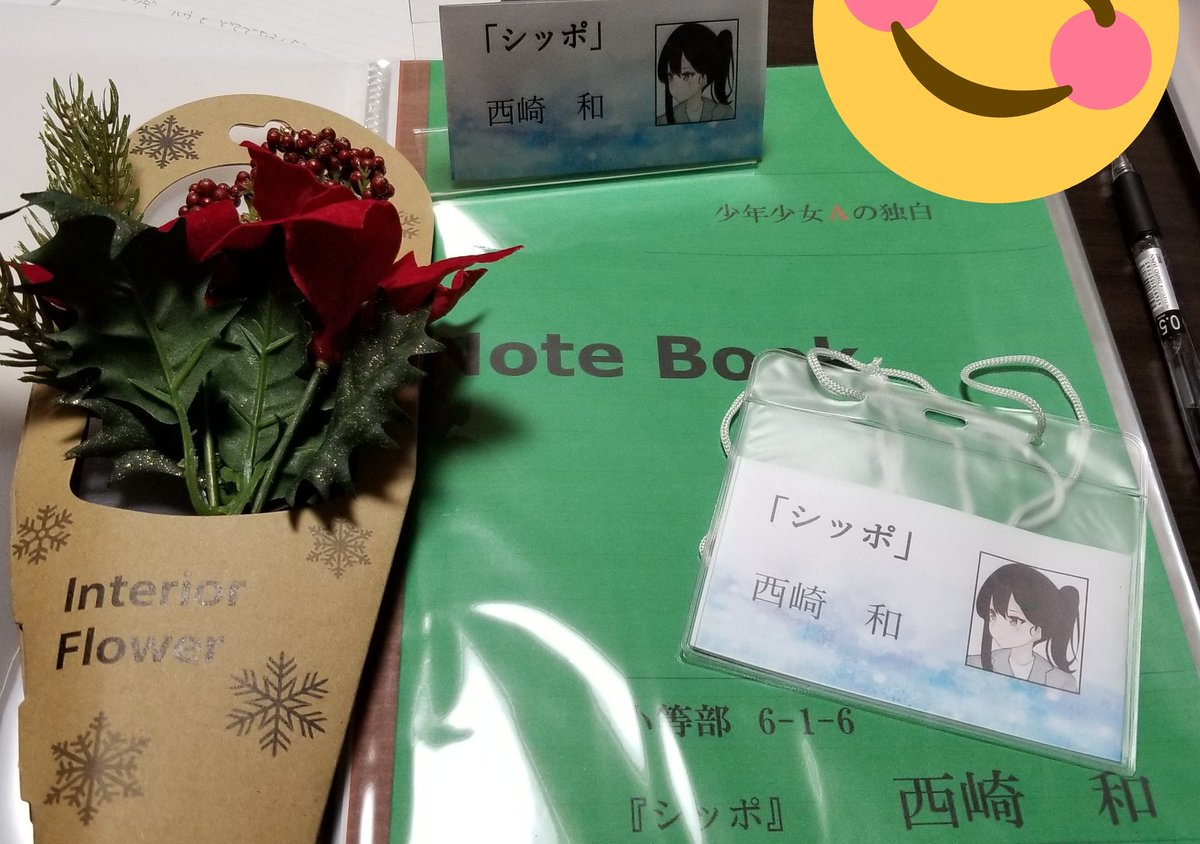 「シッポ」
西崎　和
少年少女Aの独白
Note Book
「シッポ」
西崎　和
Interior
Flower
等部 6-1-6
『シッポ』
西崎　和
0.5